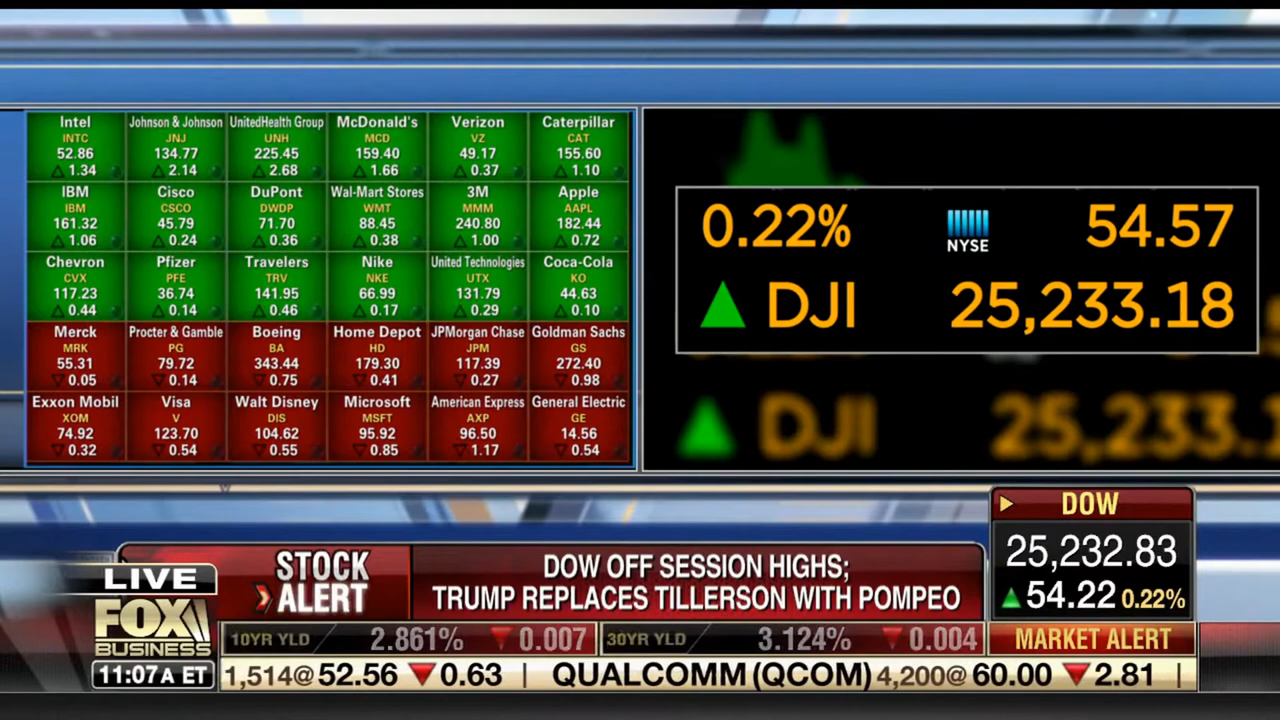 Intel
INTC
52.86
△1.34
Johnson & Johnson
JNJ
134.77
△2.14
UnitedHealth Group
UNH
225.45
△2.68
McDonald's
MCD
159.40
△1.66
Verizon
VZ
49.17
△0.37
Caterpillar
CAT
155.60
△1.10
IBM
IBM
161.32
△1.06
Cisco
CSCO
45.79
△0.24
DuPont
DWDP
71.70
△0.36
Wal-Mart Stores
WMT
88.45
△0.38
3M
MMM
240.80
△1.00
Apple
AAPL
182.44
△0.72
Chevron
CVX
117.23
△0.44
Pfizer
PFE
36.74
△0.14
Travelers
TRV
141.95
△0.46
Nike
NKE
66.99
△0.17
United Technologies
UTX
131.79
△0.29
Coca-Cola
KO
44.63
△0.10
Merck
MRK
55.31
▽0.05
Procter & Gamble
PG
79.72
▽0.14
Boeing
BA
343.44
▽0.75
Home Depot
HD
179.30
▽0.41
JPMorgan Chase
JPM
117.39
▽0.27
Goldman Sachs
GS
272.40
▽0.98
Exxon Mobil
XOM
74.92
▽0.32
Visa
V
123.70
▽0.54
Walt Disney
DIS
104.62
▽0.55
Microsoft
MSFT
95.92
▽0.85
American Express
AXP
96.50
▽1.17
General Electric
GE
14.56
▽0.54
0.22% NYSE 54.57
▲ DJI 25,233.18
▲ DJI 25,233.1
DOW
25,232.83
▲54.22 0.22%
MARKET ALERT
STOCK
ALERT
DOW OFF SESSION HIGHS;
TRUMP REPLACES TILLERSON WITH POMPEO
LIVE
FOX
BUSINESS
11:07A ET
10YR YLD 2.861% ▼0.007 30YR YLD 3.124% ▼0.004
1,514@52.56 ▼0.63 | QUALCOMM (QCOM) 4,200@60.00 ▼2.81 |